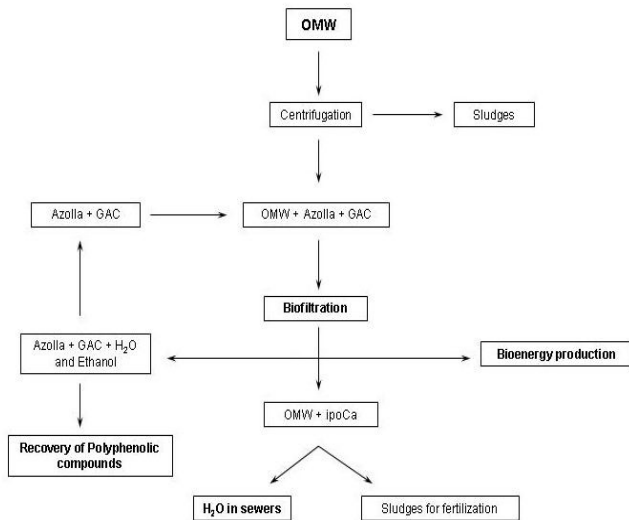 OMW
Centrifugation
Sludges
Azolla + GAC
OMW + Azolla + GAC
Biofiltration
Azolla + GAC + H₂O
and Ethanol
Bioenergy production
OMW + ipoCa
Recovery of Polyphenolic
compounds
H₂O in sewers
Sludges for fertilization